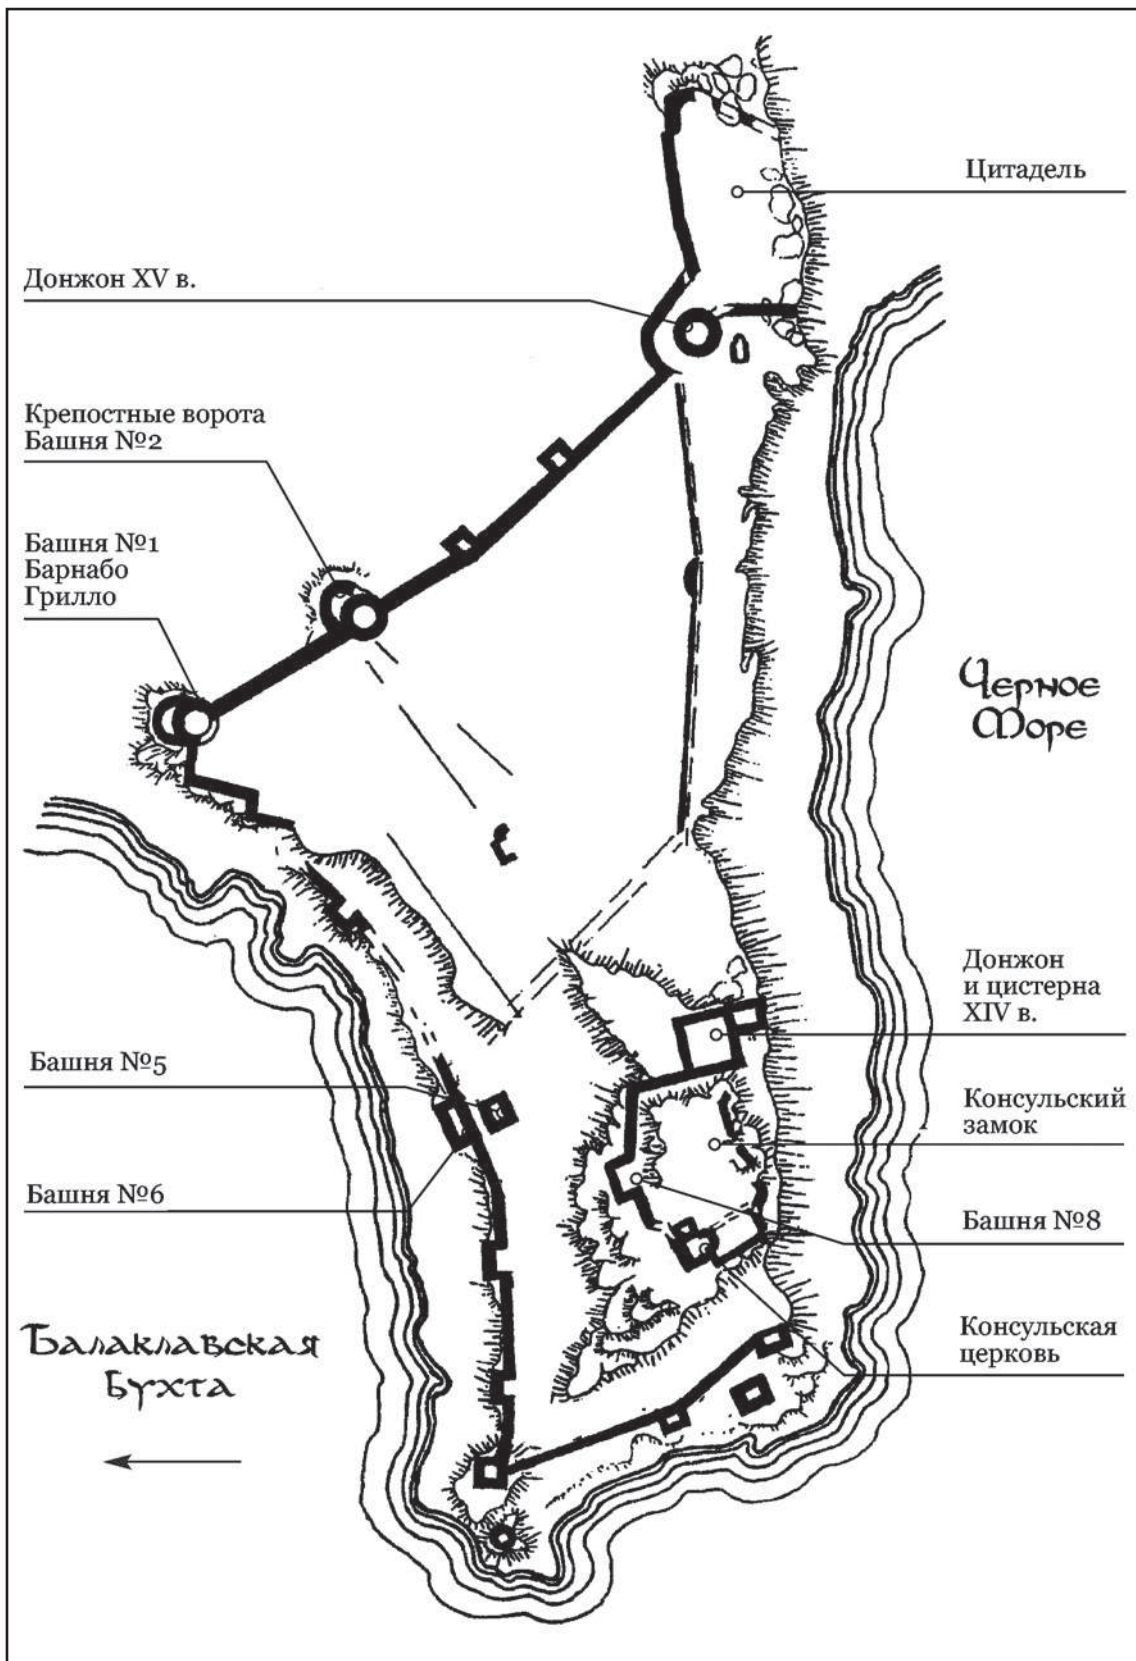 Цитадель
Донжон XV в.
Крепостные ворота
Башня №2
Башня №1
Барнабо
Грилло
Черное
Море
Донжон
и цистерна
XIV в.
Башня №5
Консульский
замок
Башня №6
Башня №8
Консульская
церковь
Балаклавская
Бухта